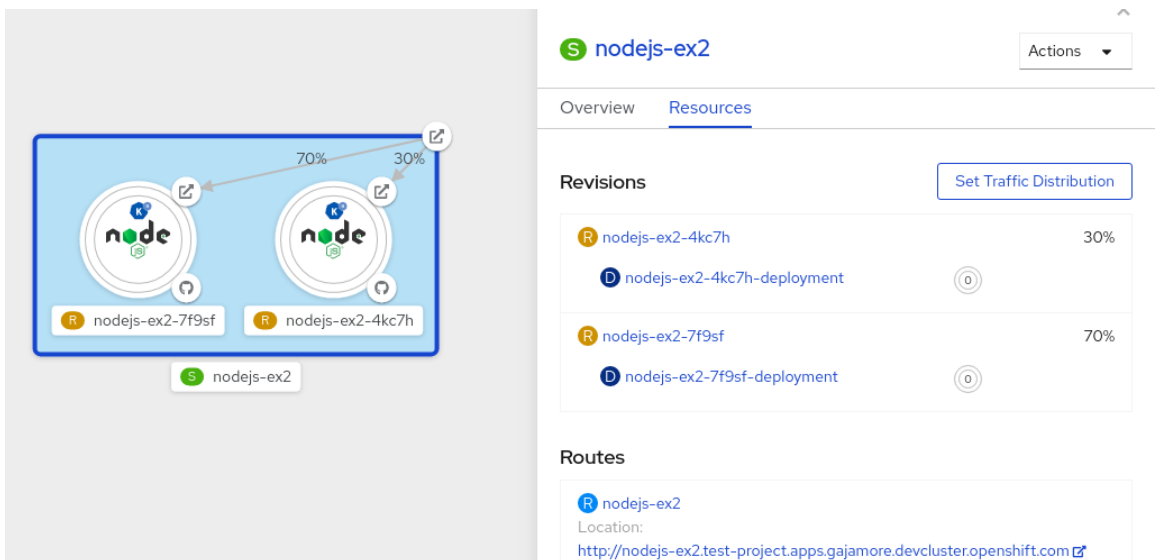 70%
30%
K
node
JS
K
node
JS
R nodejs-ex2-7f9sf
R nodejs-ex2-4kc7h
S nodejs-ex2
S nodejs-ex2
Actions
Overview Resources
Revisions
Set Traffic Distribution
R nodejs-ex2-4kc7h 30%
D nodejs-ex2-4kc7h-deployment 0
R nodejs-ex2-7f9sf 70%
D nodejs-ex2-7f9sf-deployment 0
Routes
R nodejs-ex2
Location:
http://nodejs-ex2.test-project.apps.gajamore.devcluster.openshift.com